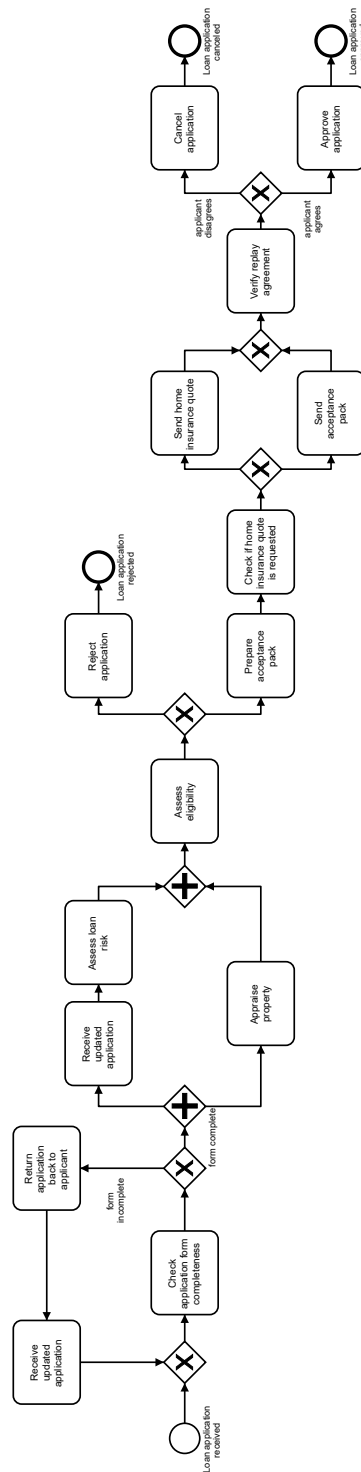 Loan application
received
Check
application form
completeness
Receive
updated
application
Return
application
back to
applicant
form
incomplete
form complete
Receive
updated
application
Assess loan
risk
Appraise
property
Assess
eligibility
Reject
application
Loan application
rejected
Prepare
acceptance
pack
Check if home
insurance quote
is requested
Send home
insurance quote
Send
acceptance
pack
Verify replay
agreement
applicant
disagrees
applicant
agrees
Cancel
application
Loan application
canceled
Approve
application
Loan application